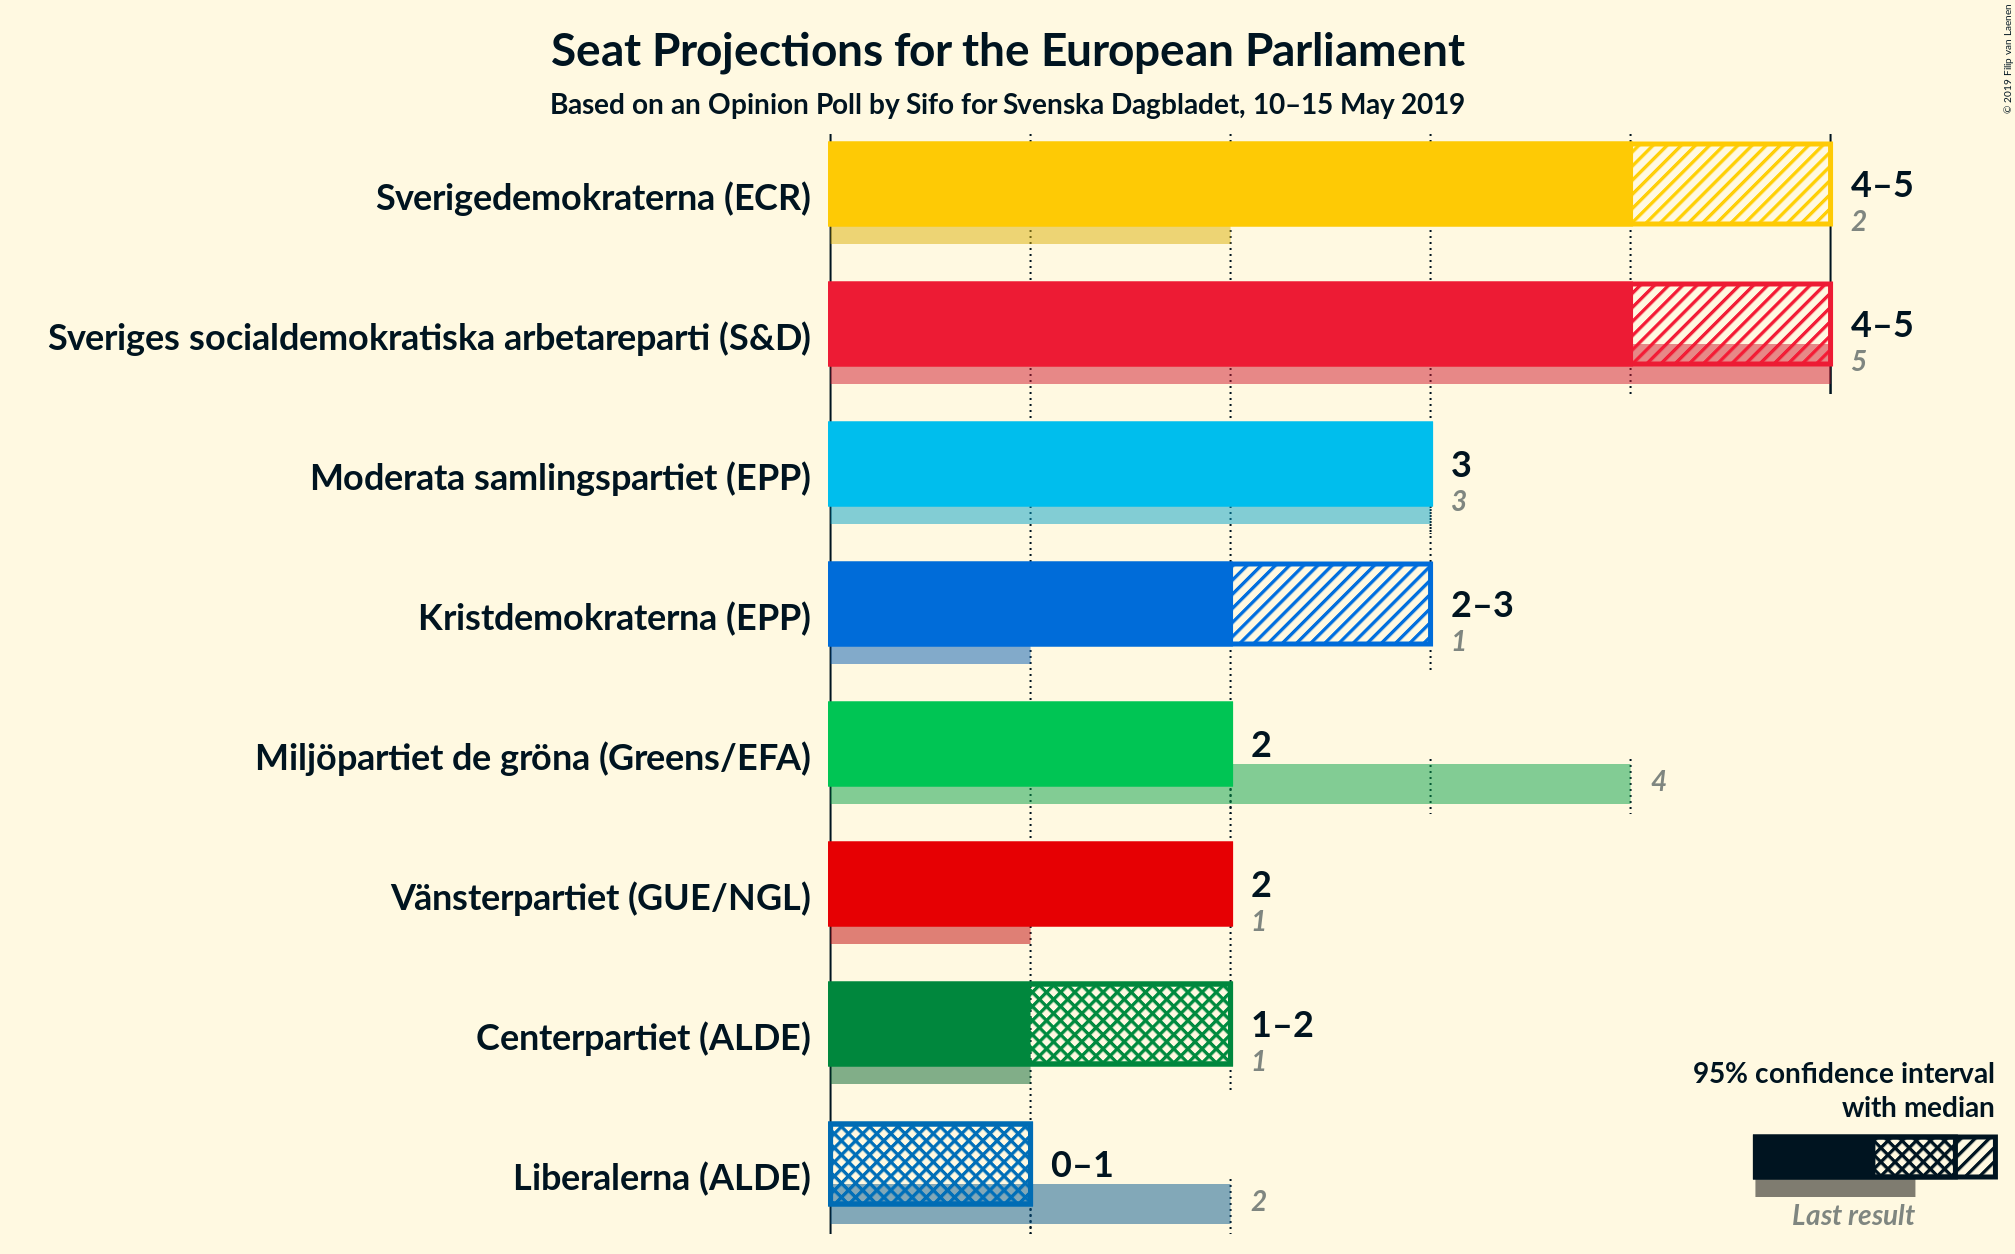 Seat Projections for the European Parliament
Based on an Opinion Poll by Sifo for Svenska Dagbladet, 10–15 May 2019
© 2019 Filip van Laenen
Sverigedemokraterna (ECR)
4–5
2
Sveriges socialdemokratiska arbetareparti (S&D)
4–5
5
Moderata samlingspartiet (EPP)
3
3
Kristdemokraterna (EPP)
2–3
1
Miljöpartiet de gröna (Greens/EFA)
2
4
Vänsterpartiet (GUE/NGL)
2
1
Centerpartiet (ALDE)
1–2
1
Liberalerna (ALDE)
0–1
2
95% confidence interval
with median
Last result